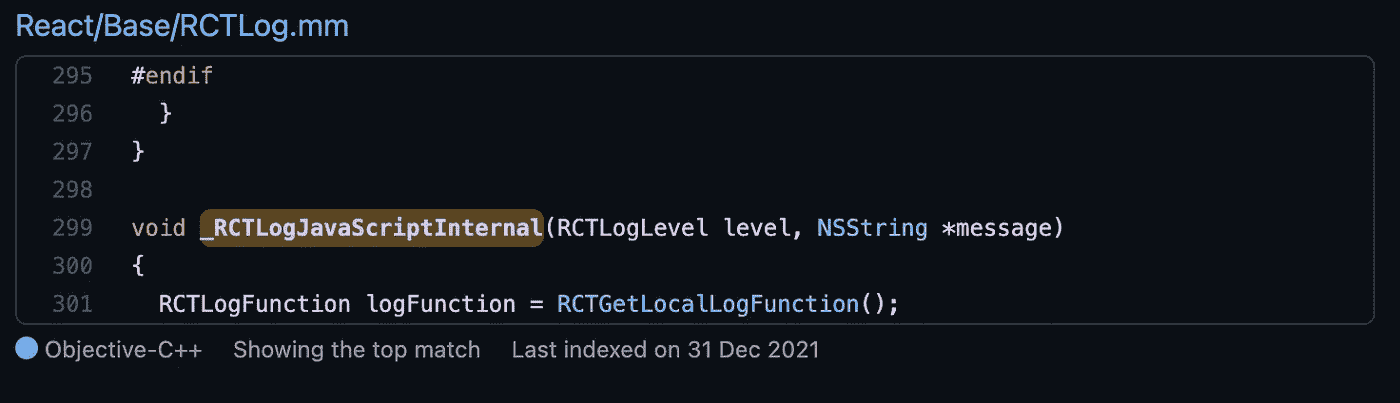 React/Base/RCTLog.mm
295 #endif
296 }
297 }
298
299 void _RCTLogJavaScriptInternal(RCTLogLevel level, NSString *message)
300 {
301 RCTLogFunction logFunction = RCTGetLocalLogFunction();
Objective-C++ Showing the top match Last indexed on 31 Dec 2021